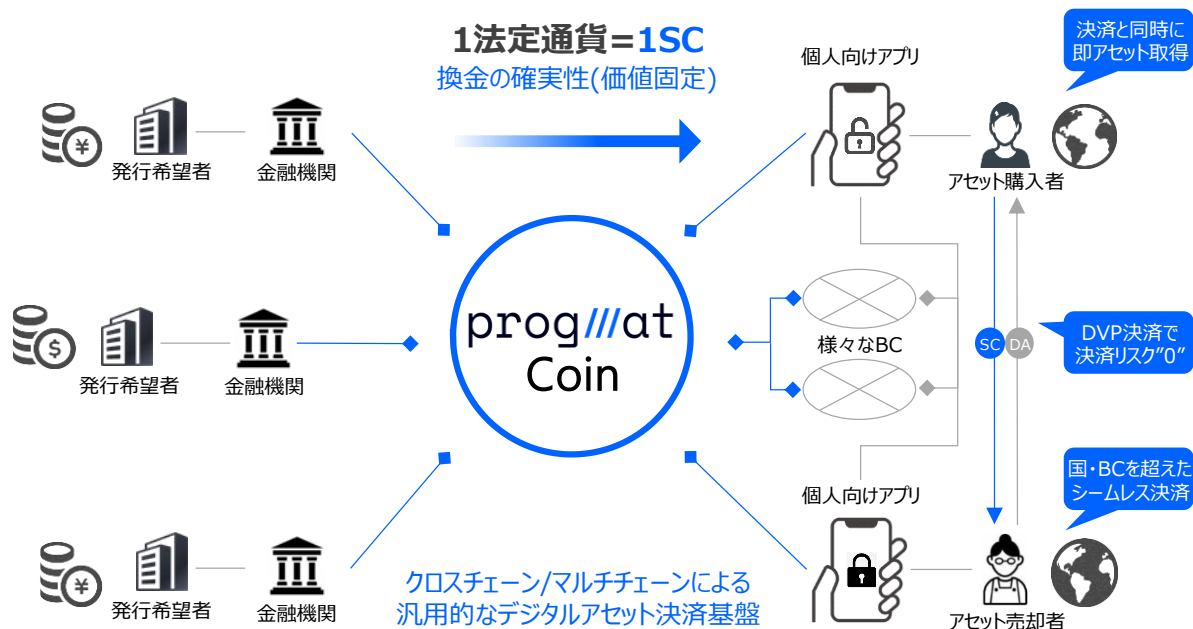 1法定通貨=1SC
換金の確実性(価値固定)
個人向けアプリ
決済と同時に
即アセット取得
¥
発行希望者
金融機関
アセット購入者
$
発行希望者
金融機関
progmat
Coin
様々なBC
SC
DA
DVP決済で
決済リスク"0"
国・BCを超えた
シームレス決済
個人向けアプリ
¥
発行希望者
金融機関
クロスチェーン/マルチチェーンによる
汎用的なデジタルアセット決済基盤
アセット売却者